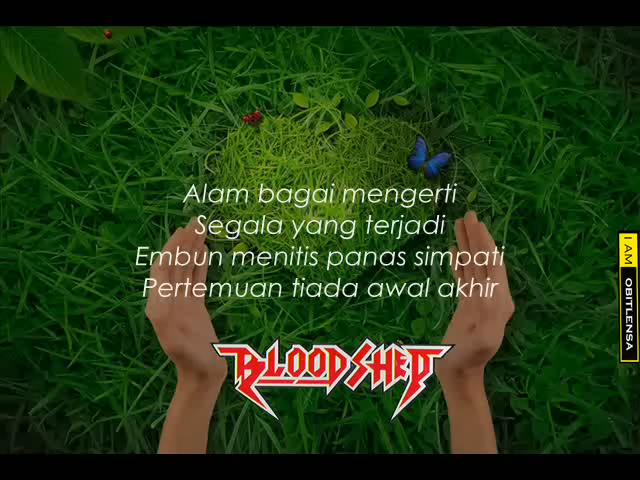 Alam bagai mengerti
Segala yang terjadi
Embun menitis panas simpati
Pertemuan tiada awal akhir
BLOODSHED
I AM OBITLENSA